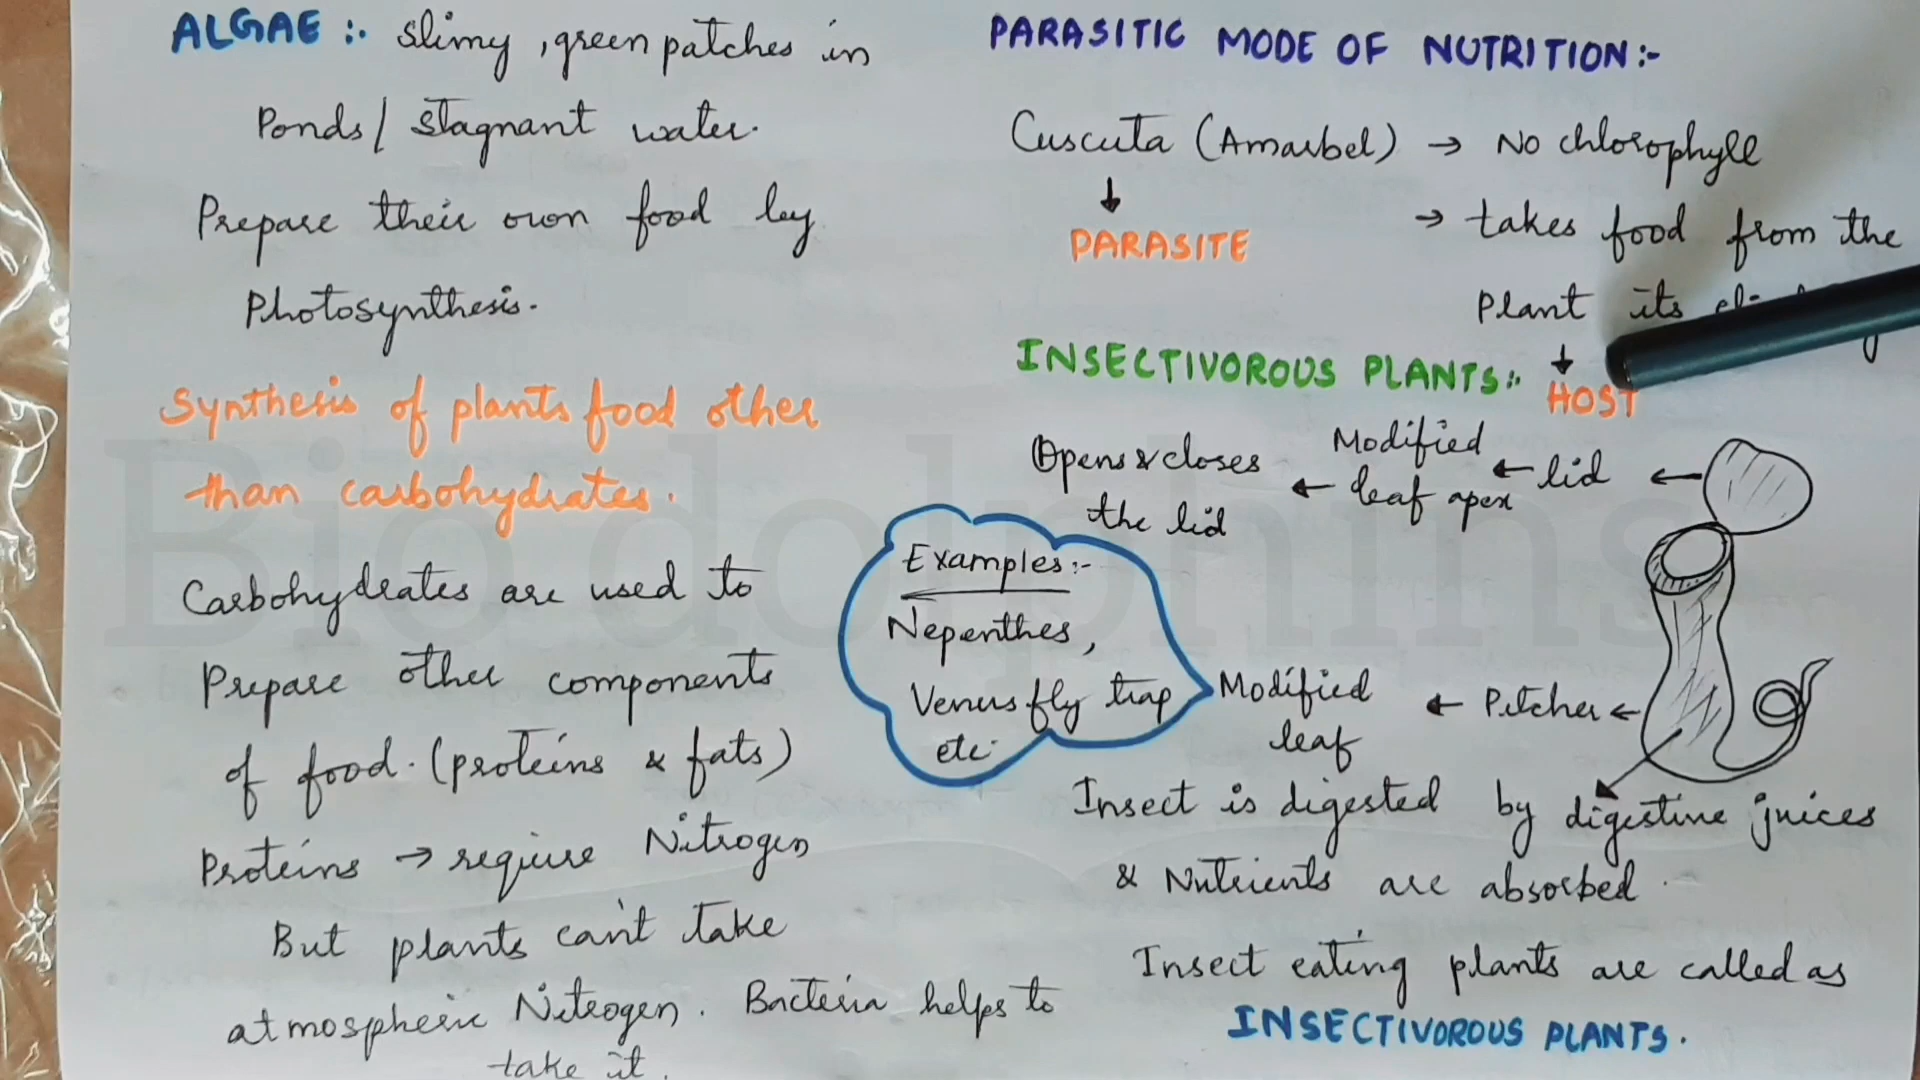 ALGAE :- slimy, green patches in
Ponds / stagnant water.
Prepare their own food by
Photosynthesis.
Synthesis of plants food other
than carbohydrates.
Carbohydrates are used to
Prepare other components
of food. (proteins & fats)
Proteins → require Nitrogen
But plants can't take
atmospheric Nitrogen. Bacteria helps to
take it.
PARASITIC MODE OF NUTRITION:-
Cuscuta (Amarbel) → No chlorophyll
↓
PARASITE
→ takes food from the
Plant its
↓
HOST
INSECTIVOROUS PLANTS:-
Opens & closes
the lid
← Modified
leaf apex
← lid ←
Examples:-
Nepenthes,
Venus fly trap
etc.
Modified
leaf
← Pitcher ←
Insect is digested by digestive juices
& Nutrients are absorbed.
Insect eating plants are called as
INSECTIVOROUS PLANTS.
Bio dolphins